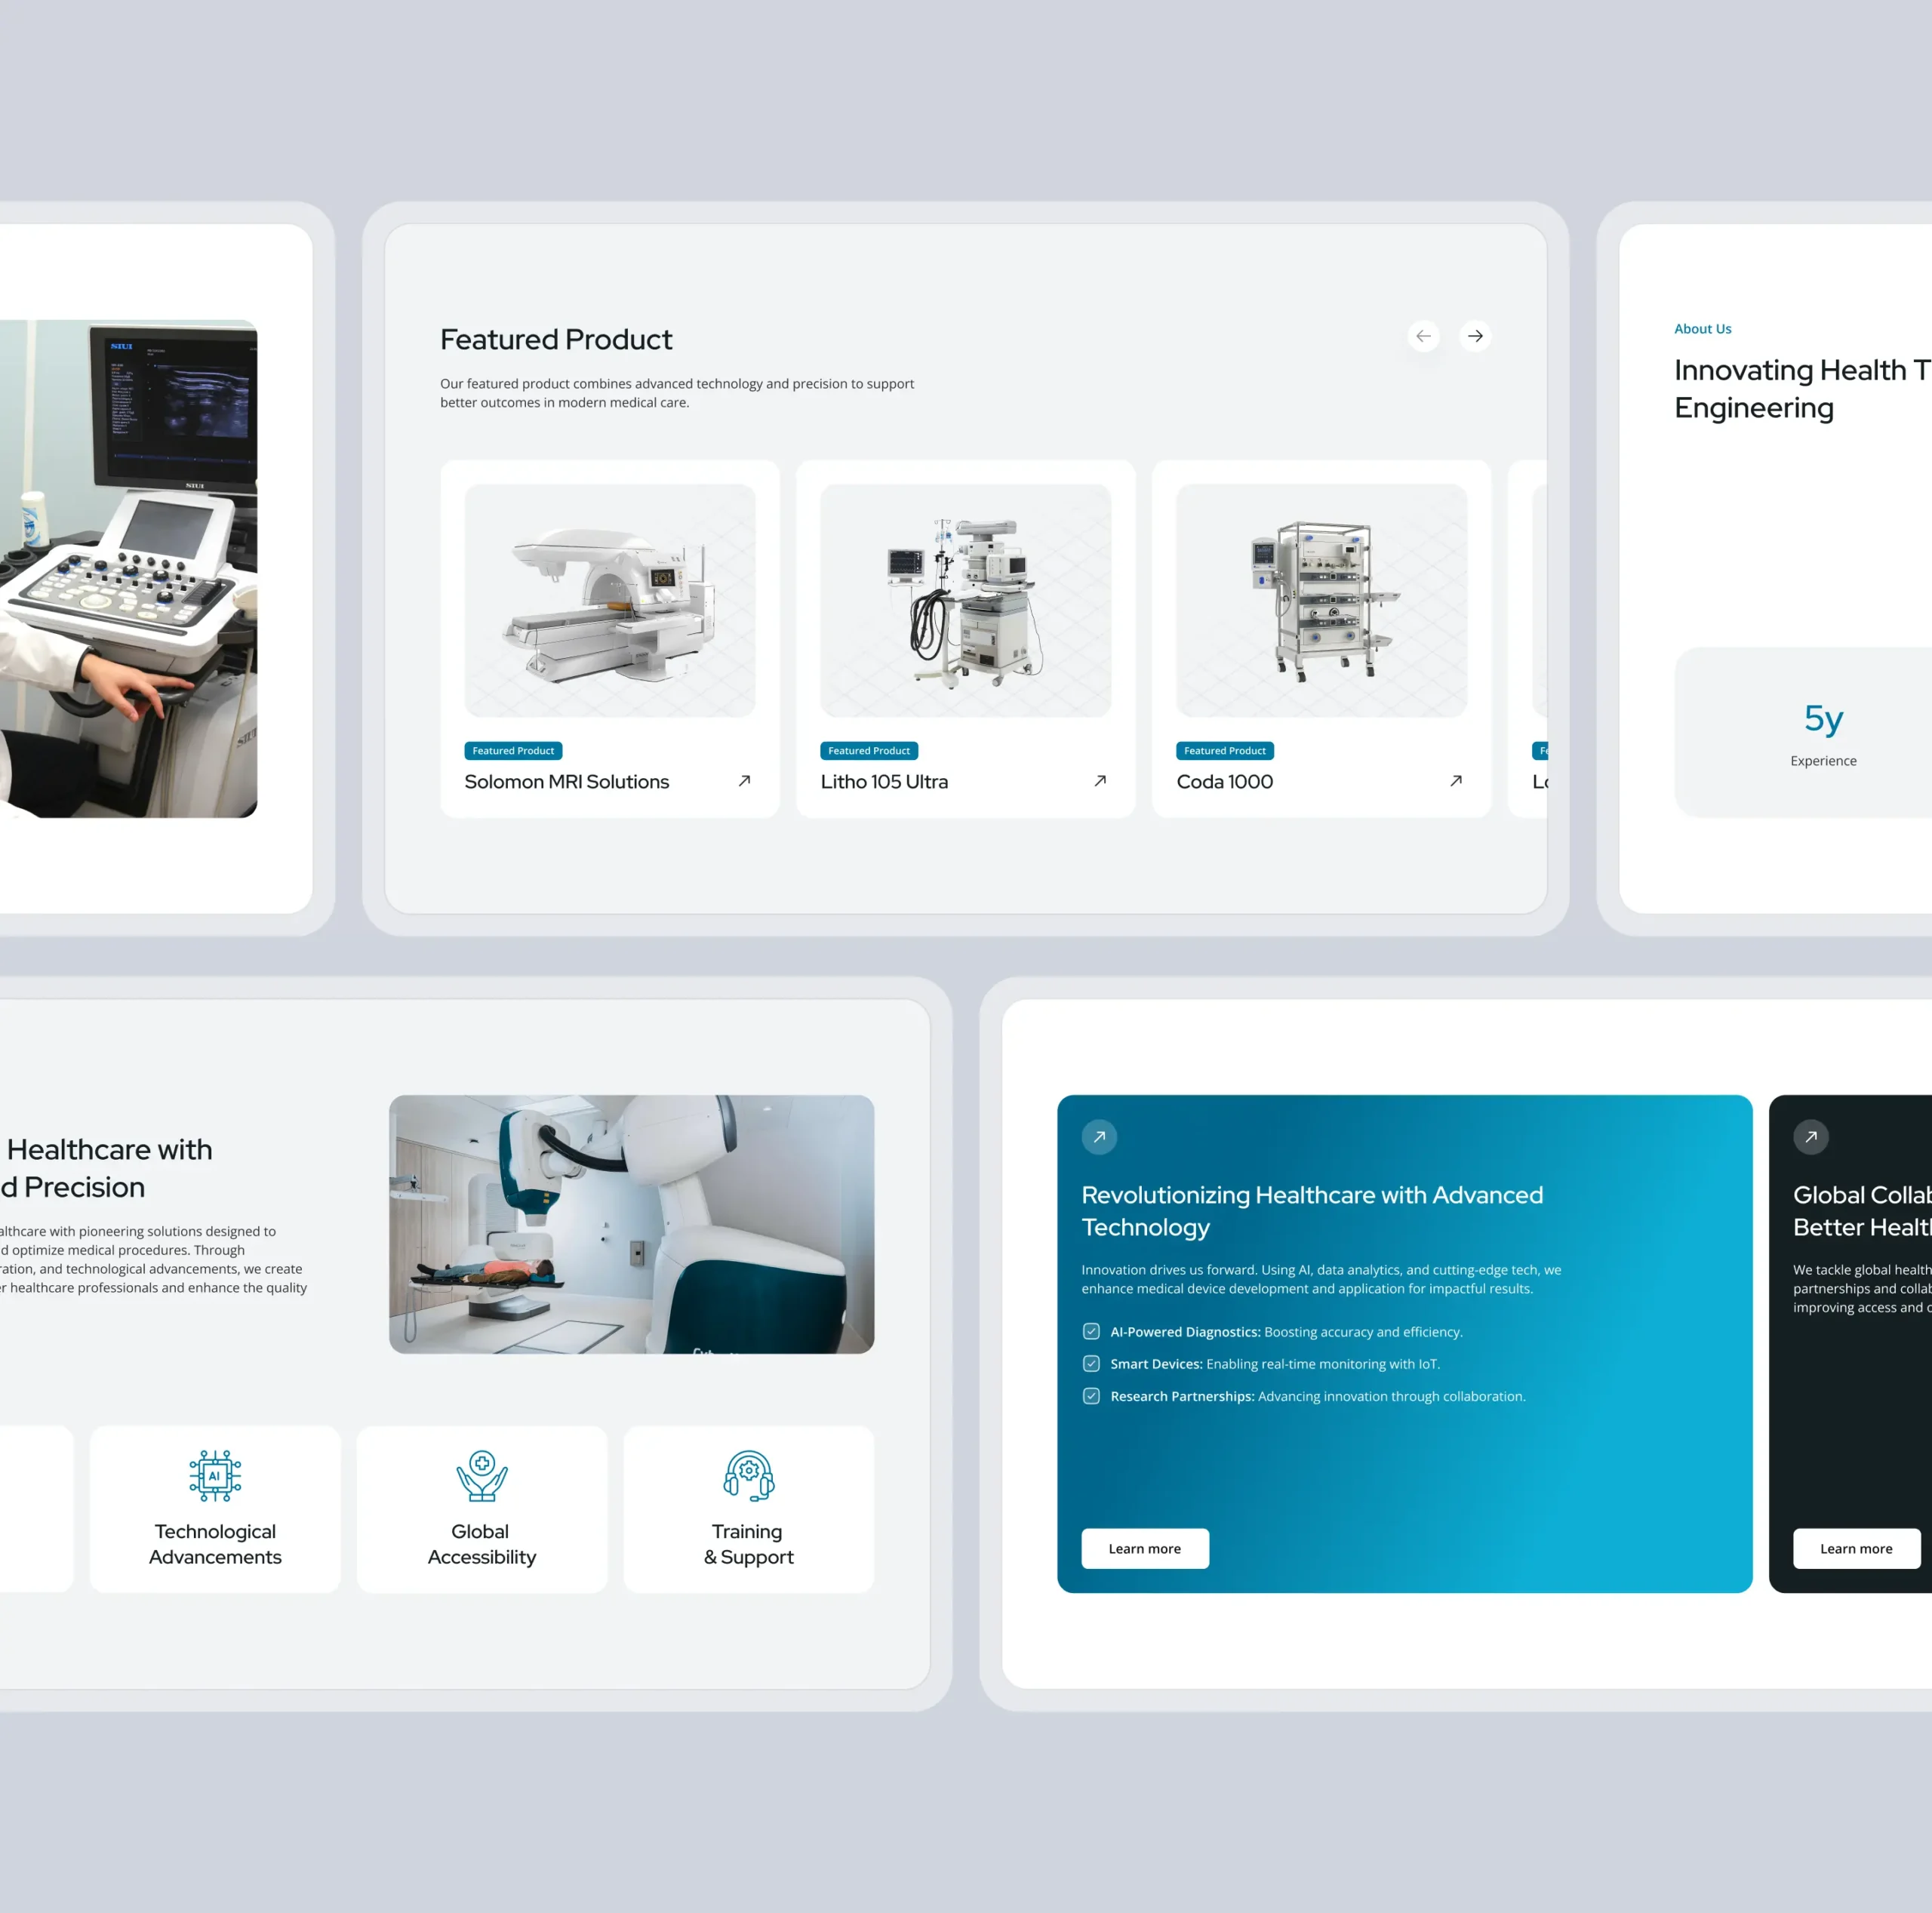 SIUI
SIUI
Featured Product
Our featured product combines advanced technology and precision to support
better outcomes in modern medical care.
Featured Product
Solomon MRI Solutions
Featured Product
Litho 105 Ultra
Featured Product
Coda 1000
About Us
Innovating Health T
Engineering
5y
Experience
Healthcare with
d Precision
althcare with pioneering solutions designed to
d optimize medical procedures. Through
ration, and technological advancements, we create
r healthcare professionals and enhance the quality
AI
Technological
Advancements
Global
Accessibility
Training
& Support
Revolutionizing Healthcare with Advanced
Technology
Innovation drives us forward. Using AI, data analytics, and cutting-edge tech, we
enhance medical device development and application for impactful results.
AI-Powered Diagnostics: Boosting accuracy and efficiency.
Smart Devices: Enabling real-time monitoring with IoT.
Research Partnerships: Advancing innovation through collaboration.
Learn more
Global Collab
Better Health
We tackle global health
partnerships and collab
improving access and
Learn more